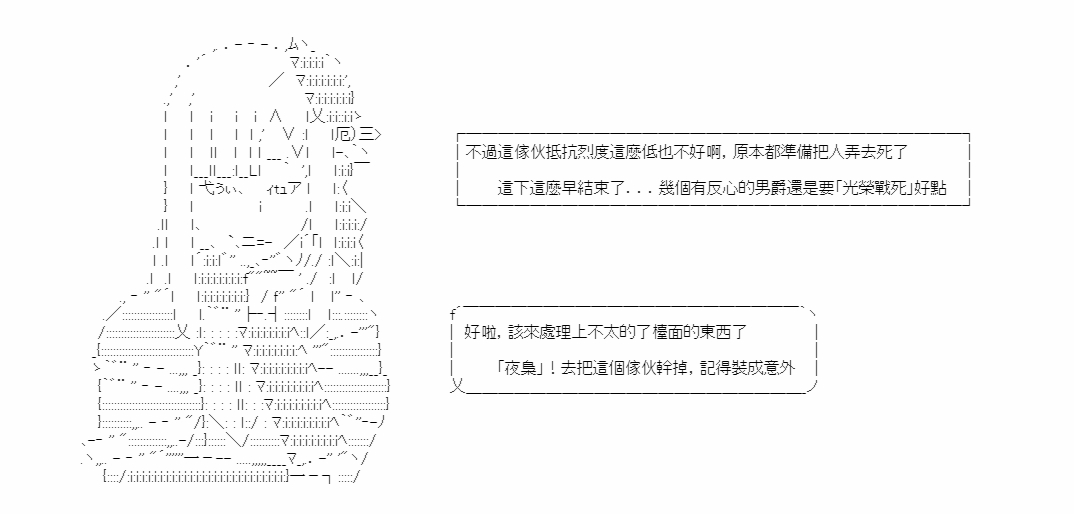 不過這傢伙抵抗烈度這麼低也不好啊，原本都準備把人弄去死了
這下這麼早結束了．．．幾個有反心的男爵還是要「光榮戰死」好點
好啦，該來處理上不太的了檯面的東西了
「夜梟」！去把這個傢伙幹掉，記得裝成意外